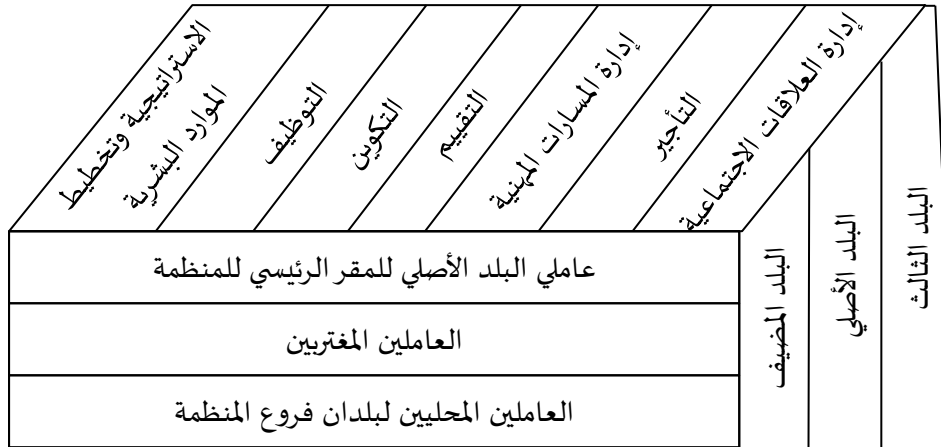 الاستراتيجية وتخطيط
الموارد البشرية
التوظيف
التكوين
التقييم
إدارة المسارات المهنية
التأجير
إدارة العلاقات الاجتماعية
عاملي البلد الأصلي للمقر الرئيسي للمنظمة
العاملين المغتربين
العاملين المحليين لبلدان فروع المنظمة
البلد المضيف
البلد الأصلي
البلد الثالث